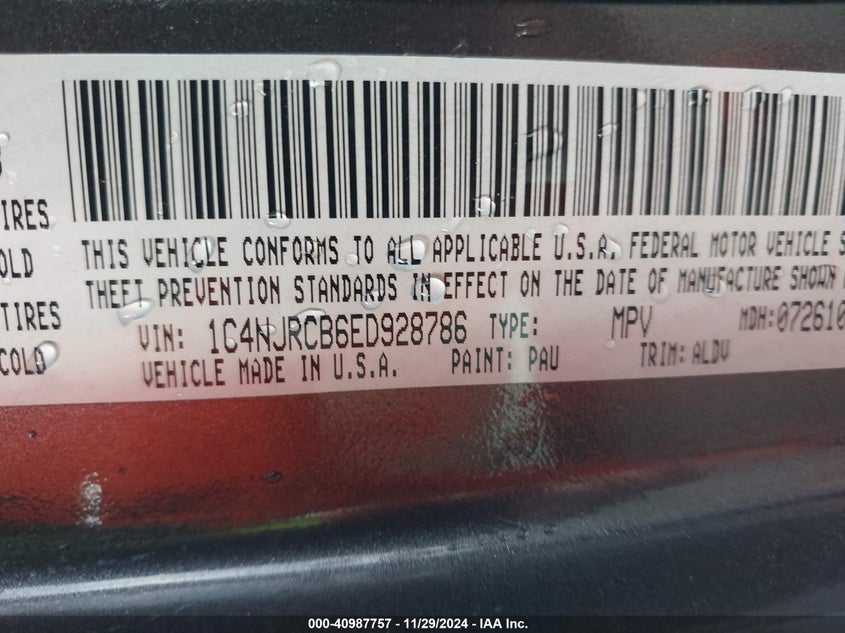 IRES
OLD
TIRES
COLD
THIS VEHICLE CONFORMS TO ALL APPLICABLE U.S.A. FEDERAL MOTOR VEHICLE S
THEFT PREVENTION STANDARDS IN EFFECT ON THE DATE OF MANUFACTURE SHOWN
VIN: 1C4NJRCB6ED928786 TYPE: MPV MDH:072610
VEHICLE MADE IN U.S.A. PAINT: PAU TRIM: ALDV
000-40987757 - 11/29/2024 - IAA Inc.